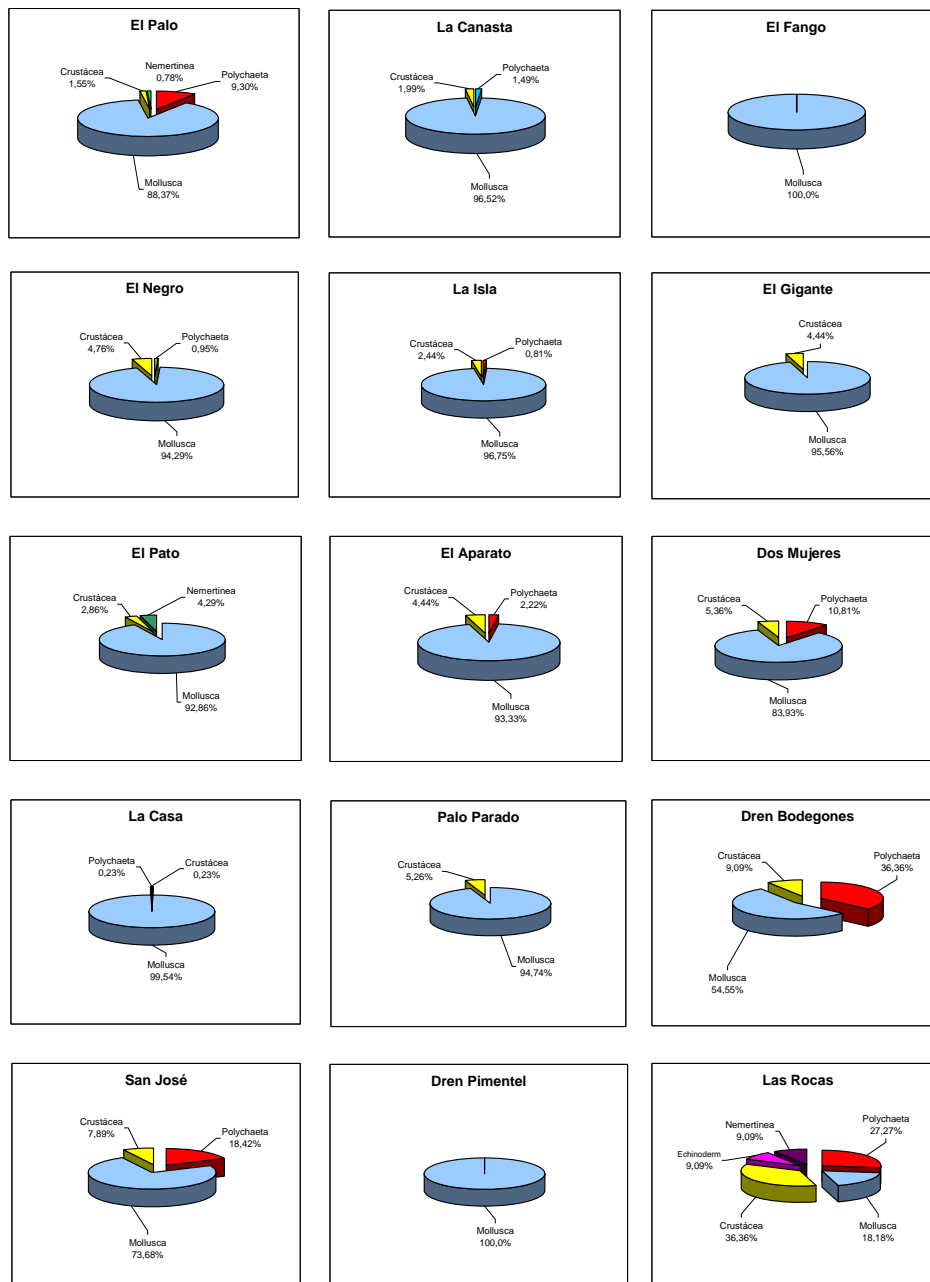 El Palo
Crustácea
1,55%
Nemertinea
0,78%
Polychaeta
9,30%
Mollusca
88,37%
La Canasta
Crustácea
1,99%
Polychaeta
1,49%
Mollusca
96,52%
El Fango
Mollusca
100,0%
El Negro
Crustácea
4,76%
Polychaeta
0,95%
Mollusca
94,29%
La Isla
Crustácea
2,44%
Polychaeta
0,81%
Mollusca
96,75%
El Gigante
Crustácea
4,44%
Mollusca
95,56%
El Pato
Crustácea
2,86%
Nemertinea
4,29%
Mollusca
92,86%
El Aparato
Crustácea
4,44%
Polychaeta
2,22%
Mollusca
93,33%
Dos Mujeres
Crustácea
5,36%
Polychaeta
10,81%
Mollusca
83,93%
La Casa
Polychaeta
0,23%
Crustácea
0,23%
Mollusca
99,54%
Palo Parado
Crustácea
5,26%
Mollusca
94,74%
Dren Bodegones
Crustácea
9,09%
Polychaeta
36,36%
Mollusca
54,55%
San José
Crustácea
7,89%
Polychaeta
18,42%
Mollusca
73,68%
Dren Pimentel
Mollusca
100,0%
Las Rocas
Nemertinea
9,09%
Polychaeta
27,27%
Echinoderm
9,09%
Crustácea
36,36%
Mollusca
18,18%